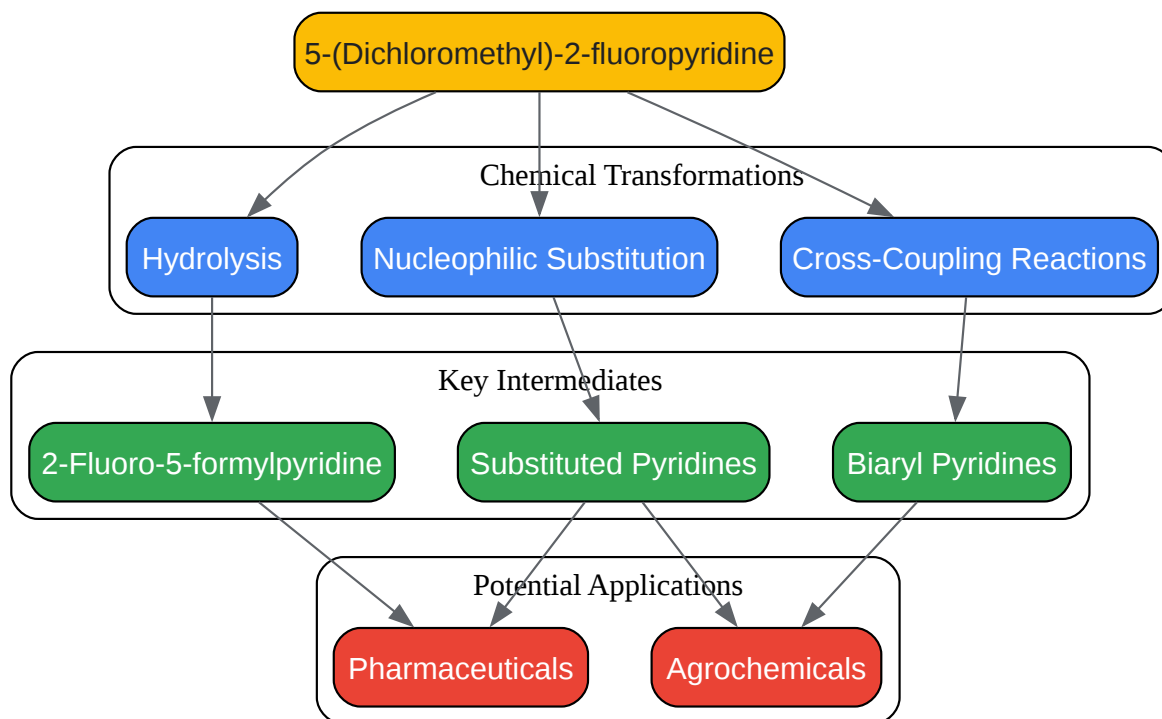 5-(Dichloromethyl)-2-fluoropyridine
Chemical Transformations
Hydrolysis
Nucleophilic Substitution
Cross-Coupling Reactions
Key Intermediates
2-Fluoro-5-formylpyridine
Substituted Pyridines
Biaryl Pyridines
Potential Applications
Pharmaceuticals
Agrochemicals